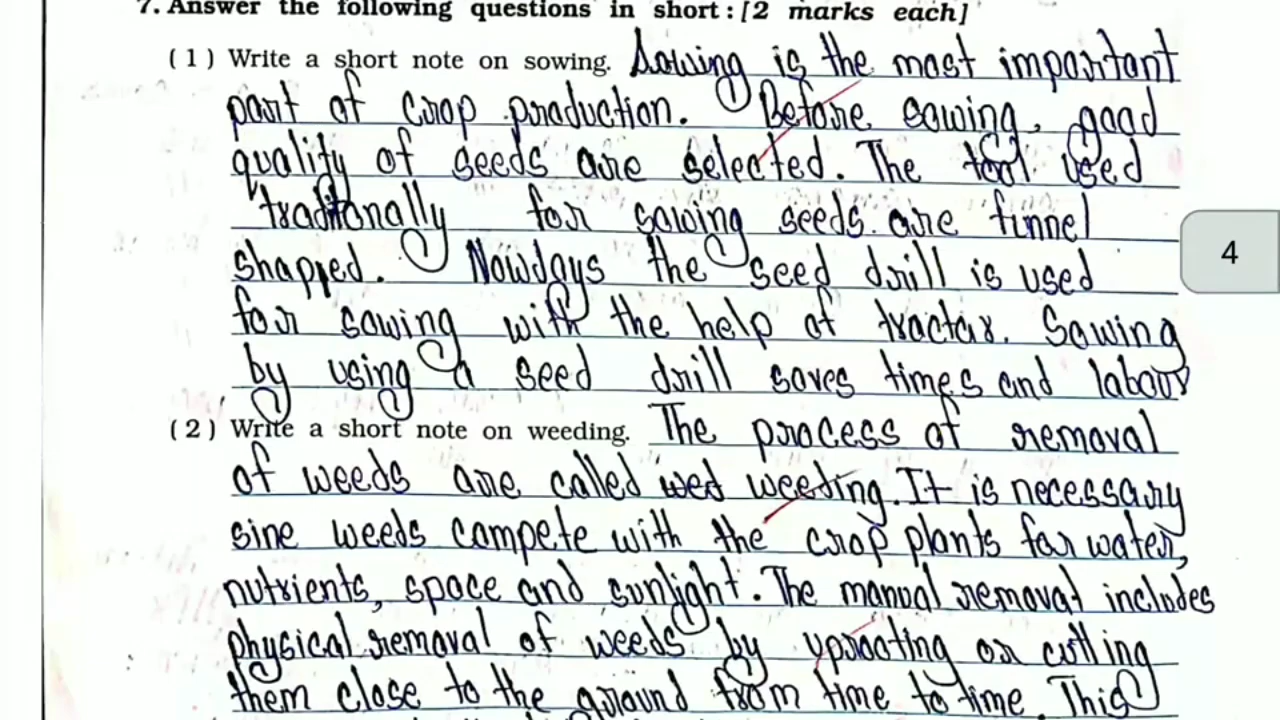 7. Answer the following questions in short : [2 marks each]
(1) Write a short note on sowing. Sowing is the most important
part of crop production. Before sowing, good
quality of seeds are selected. The tool used
traditonally for sowing seeds are funnel
shaped. Nowdays the seed drill is used
for sowing with the help of tractor. Sowing
by using a seed drill saves times and labour
(2) Write a short note on weeding. The process of removal
of weeds are called wed weeding. It is necessary
sine weeds compete with the crop plants for water,
nutrients, space and sunlight. The manual removal includes
physical removal of weeds by uprooting or cutting
them close to the ground from time to time. This
4